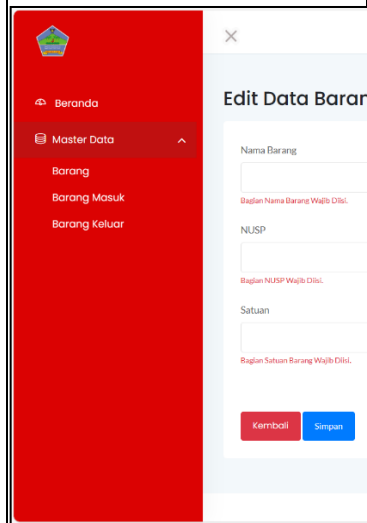 Beranda
Master Data
Barang
Barang Masuk
Barang Keluar
Edit Data Baran
Nama Barang
Bagian Nama Barang Wajib Diisi.
NUSP
Bagian NUSP Wajib Diisi.
Satuan
Bagian Satuan Barang Wajib Diisi.
Kembali
Simpan